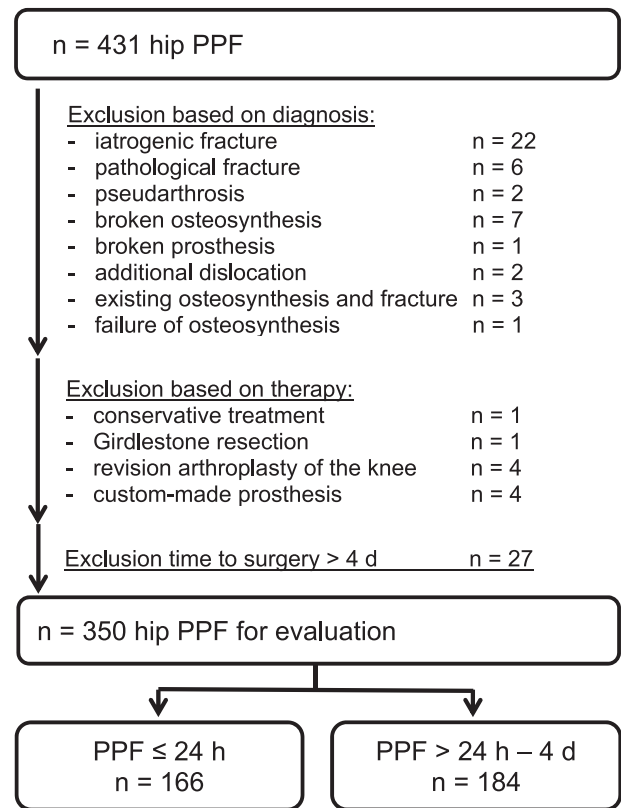 n = 431 hip PPF
Exclusion based on diagnosis:
- iatrogenic fracture n = 22
- pathological fracture n = 6
- pseudarthrosis n = 2
- broken osteosynthesis n = 7
- broken prosthesis n = 1
- additional dislocation n = 2
- existing osteosynthesis and fracture n = 3
- failure of osteosynthesis n = 1
Exclusion based on therapy:
- conservative treatment n = 1
- Girdlestone resection n = 1
- revision arthroplasty of the knee n = 4
- custom-made prosthesis n = 4
Exclusion time to surgery > 4 d n = 27
n = 350 hip PPF for evaluation
PPF ≤ 24 h
n = 166
PPF > 24 h – 4 d
n = 184